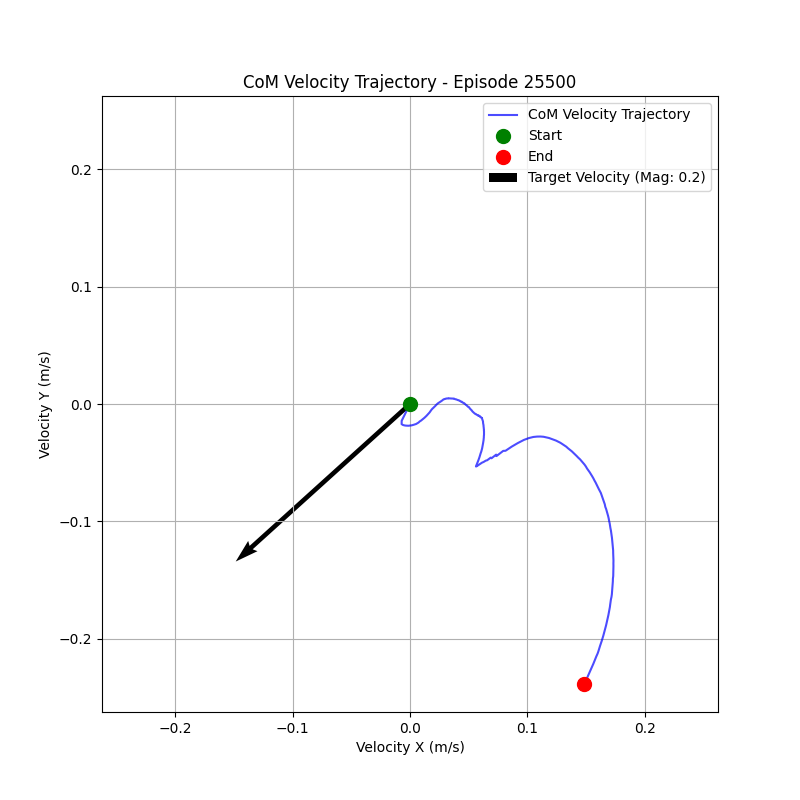 CoM Velocity Trajectory - Episode 25500
CoM Velocity Trajectory
Start
End
Target Velocity (Mag: 0.2)
0.2
0.1
0.0
−0.1
−0.2
Velocity Y (m/s)
−0.2
−0.1
0.0
0.1
0.2
Velocity X (m/s)